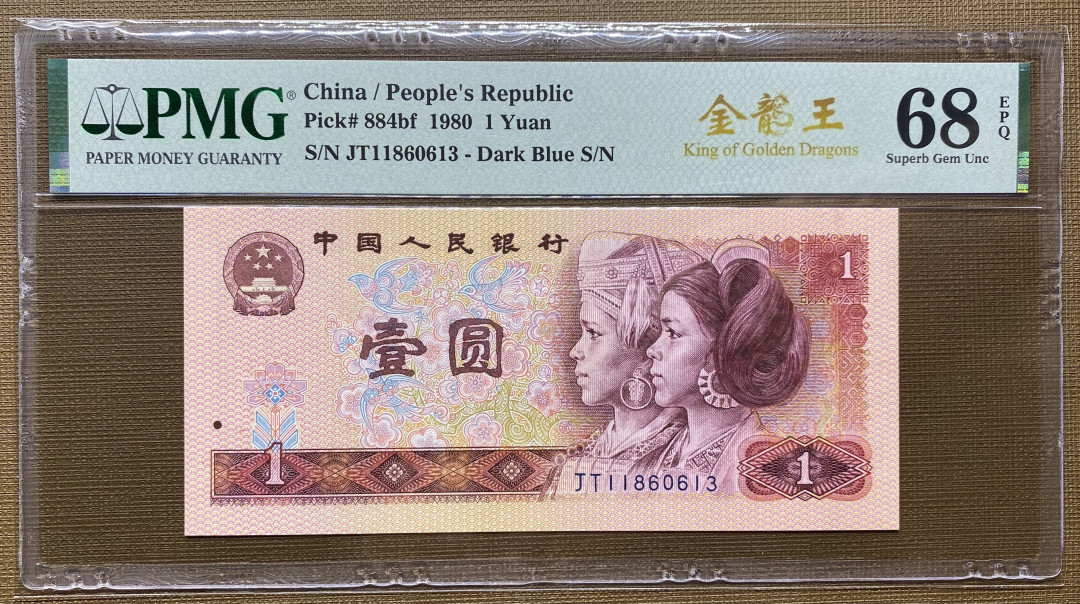 PMG®
PAPER MONEY GUARANTY
China / People's Republic
Pick# 884bf 1980 1 Yuan
S/N JT11860613 - Dark Blue S/N
金龍王
King of Golden Dragons
68
EPQ
Superb Gem Unc
中国人民银行
1
壹圆
1
JT11860613
1